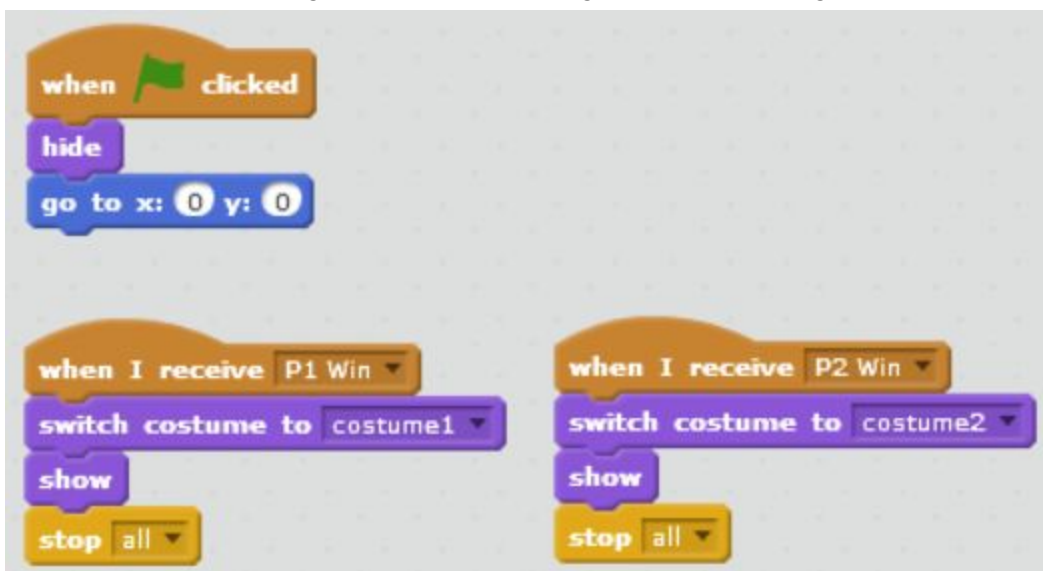 when clicked
hide
go to x: 0 y: 0
when I receive P1 Win
switch costume to costume1
show
stop all
when I receive P2 Win
switch costume to costume2
show
stop all